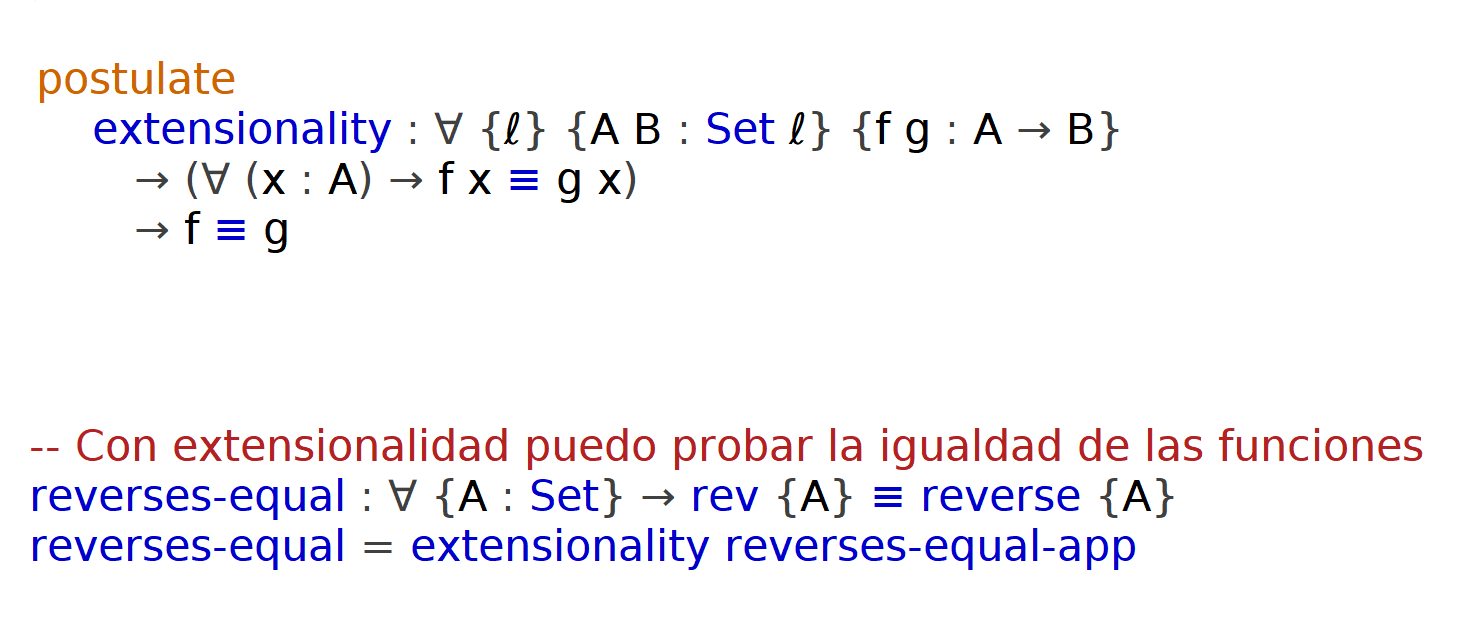 postulate
extensionality : ∀ {ℓ} {A B : Set ℓ} {f g : A → B}
→ (∀ (x : A) → f x ≡ g x)
→ f ≡ g
-- Con extensionalidad puedo probar la igualdad de las funciones
reverses-equal : ∀ {A : Set} → rev {A} ≡ reverse {A}
reverses-equal = extensionality reverses-equal-app